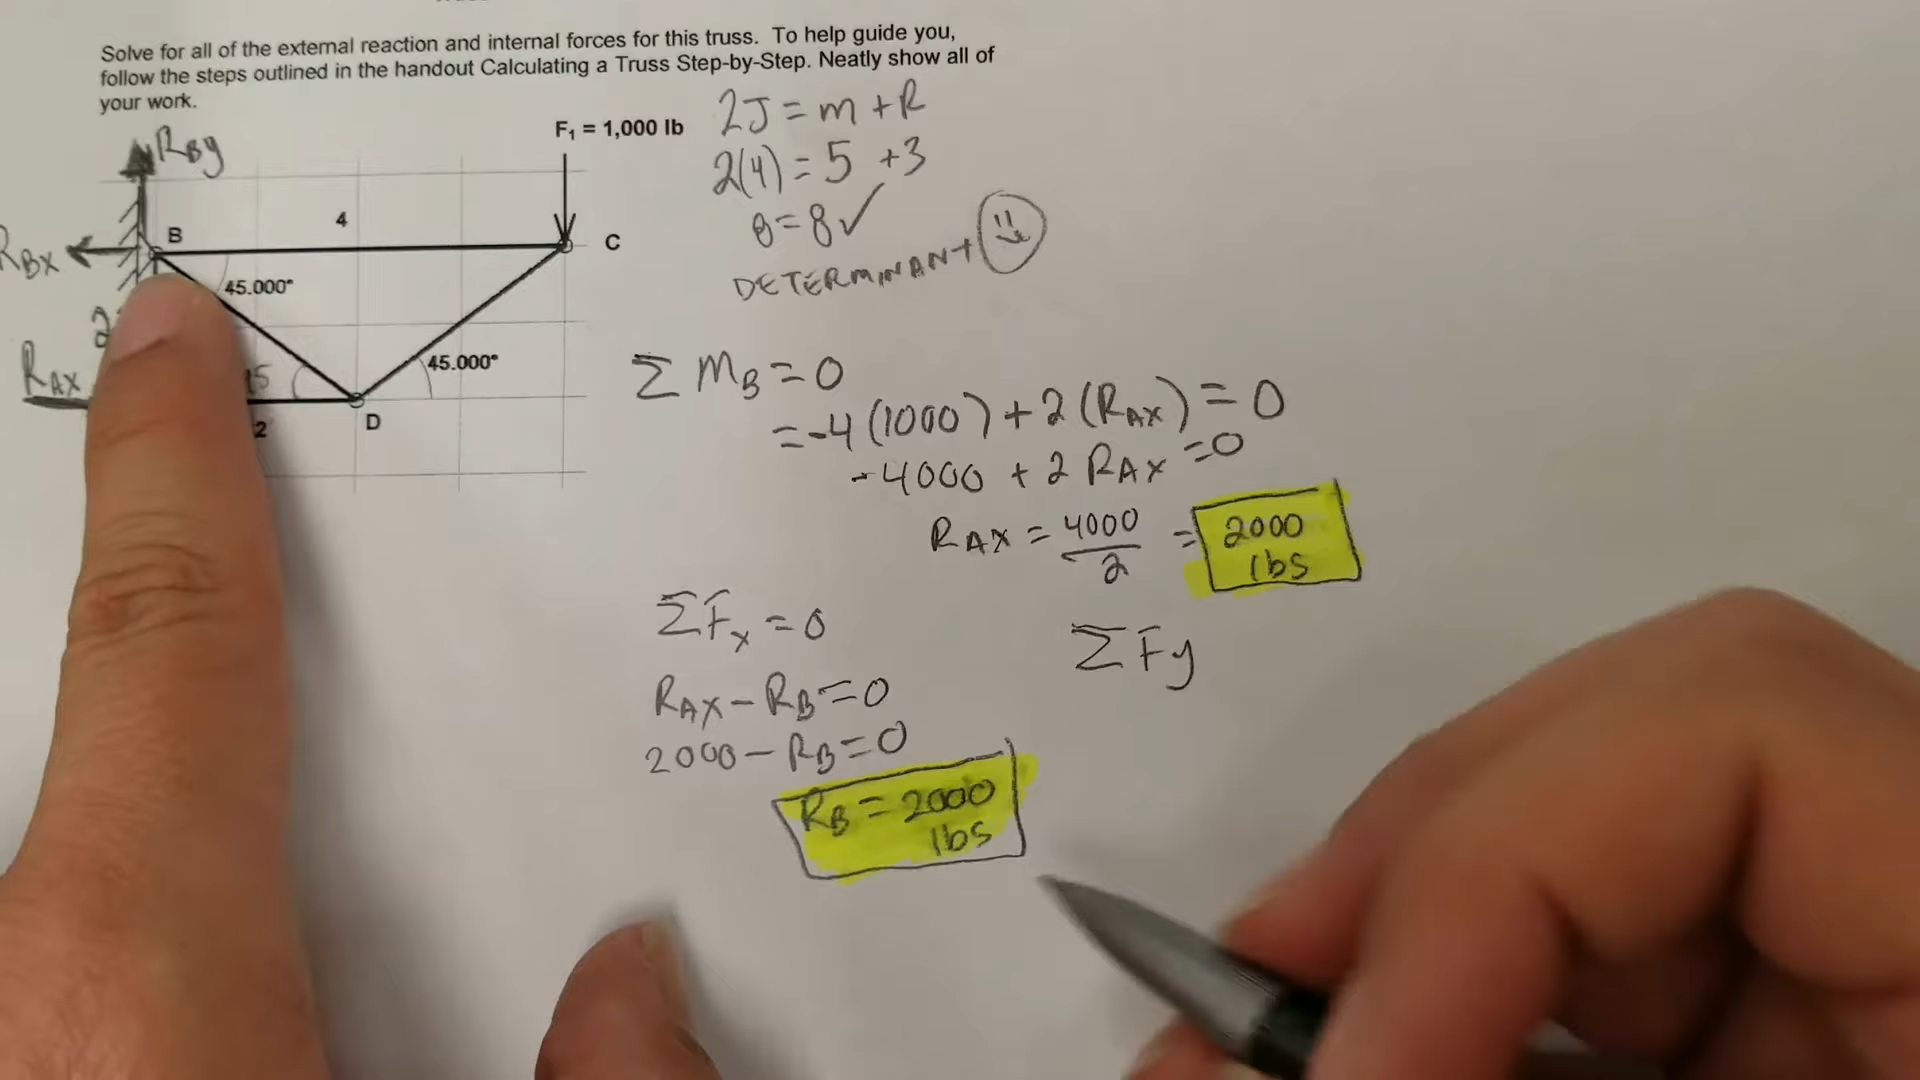 Solve for all of the external reaction and internal forces for this truss. To help guide you,
follow the steps outlined in the handout Calculating a Truss Step-by-Step. Neatly show all of
your work.
F₁ = 1,000 lb
RBy
B
4
C
RBX
45.000°
2
RAX
45.000°
2'
D
2J = m + R
2(4) = 5 + 3
8 = 8 ✓
DETERMINANT
Σ MB = 0
= -4(1000) + 2(RAX) = 0
-4000 + 2 RAX = 0
RAX = 4000/2 = 2000 lbs
ΣFx = 0
RAX - RB = 0
2000 - RB = 0
RB = 2000 lbs
ΣFy